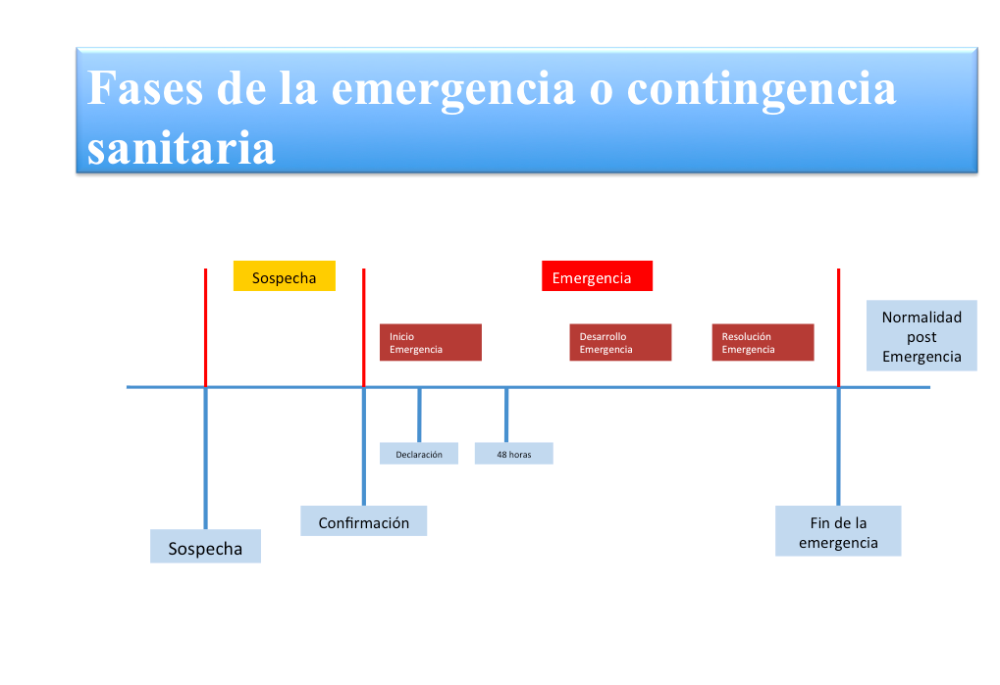 Fases de la emergencia o contingencia
sanitaria
Sospecha
Emergencia
Inicio
Emergencia
Desarrollo
Emergencia
Resolución
Emergencia
Normalidad
post
Emergencia
Declaración
48 horas
Confirmación
Sospecha
Fin de la
emergencia